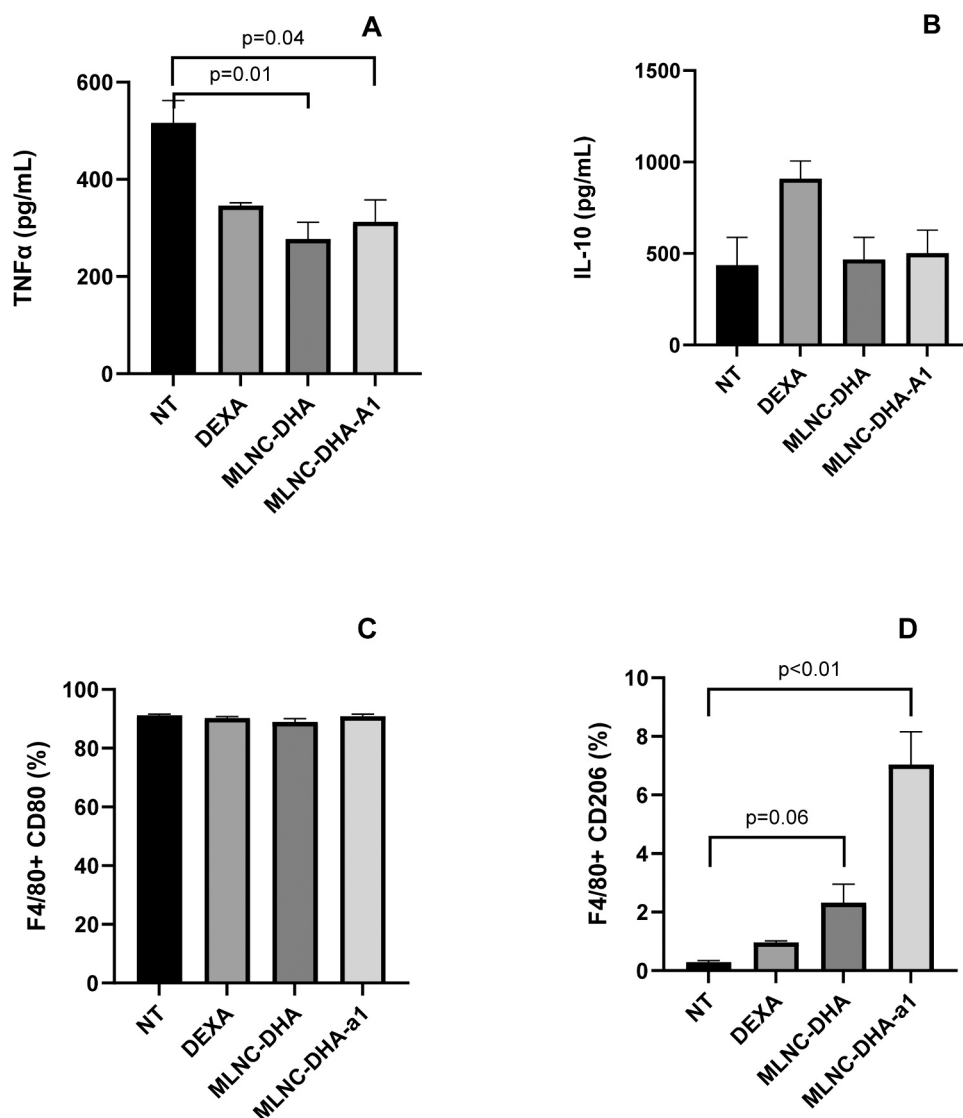 A
p=0.04
p=0.01
TNFα (pg/mL)
600
400
200
0
NT
DEXA
MLNC-DHA
MLNC-DHA-A1
B
IL-10 (pg/mL)
1500
1000
500
0
NT
DEXA
MLNC-DHA
MLNC-DHA-A1
C
F4/80+ CD80 (%)
100
80
60
40
20
0
NT
DEXA
MLNC-DHA
MLNC-DHA-a1
D
p<0.01
p=0.06
F4/80+ CD206 (%)
10
8
6
4
2
0
NT
DEXA
MLNC-DHA
MLNC-DHA-a1